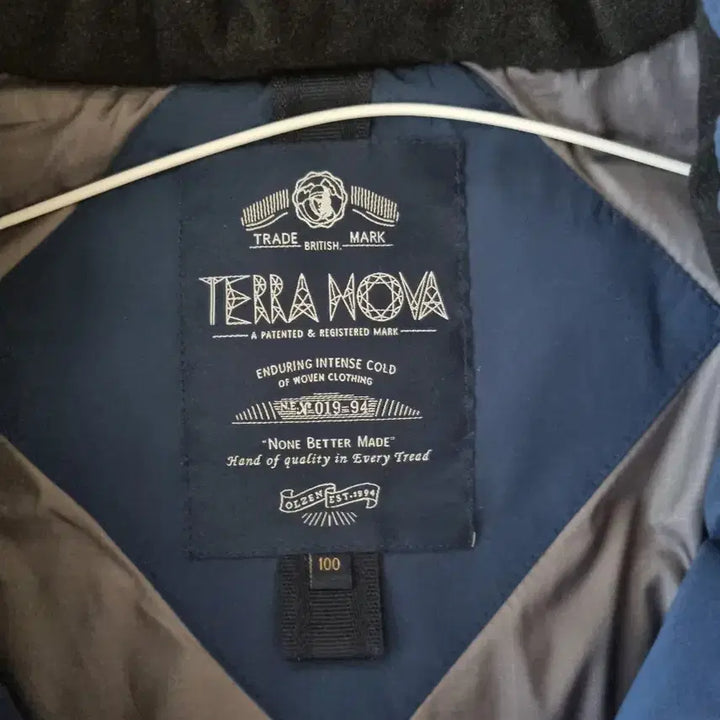 TRADE MARK
BRITISH.
TERRA NOVA
A PATENTED & REGISTERED MARK
ENDURING INTENSE COLD
OF WOVEN CLOTHING
Nº 019=94
"NONE BETTER MADE"
Hand of quality in Every Tread
OLZEN EST.1994
100